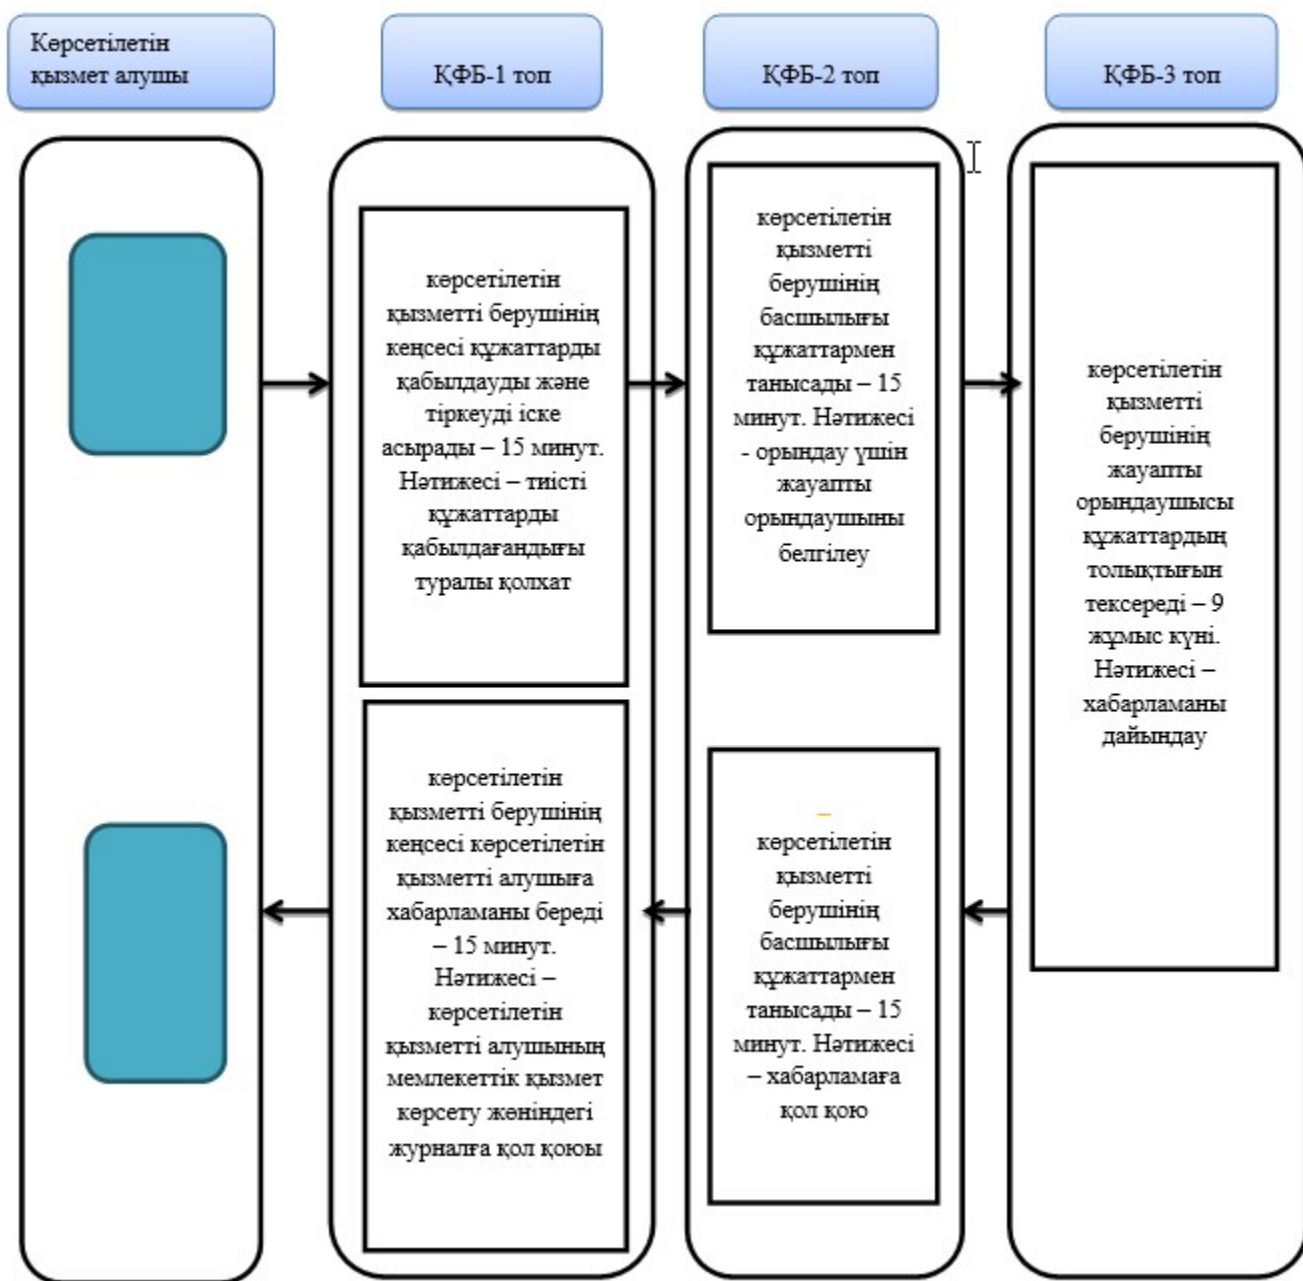 Көрсетілетін
қызмет алушы
ҚФБ-1 топ
ҚФБ-2 топ
ҚФБ-3 топ
көрсетілетін
қызметті берушінің
кеңсесі құжаттарды
қабылдауды және
тіркеуді іске
асырады – 15 минут.
Нәтижесі – тиісті
құжаттарды
қабылдағандығы
туралы қолхат
көрсетілетін
қызметті
берушінің
басшылығы
құжаттармен
танысады – 15
минут. Нәтижесі
- орындау үшін
жауапты
орындаушыны
белгілеу
көрсетілетін
қызметті
берушінің
жауапты
орындаушысы
құжаттардың
толықтығын
тексереді – 9
жұмыс күні.
Нәтижесі –
хабарламаны
дайындау
көрсетілетін
қызметті берушінің
кеңсесі көрсетілетін
қызметті алушыға
хабарламаны береді
– 15 минут.
Нәтижесі –
көрсетілетін
қызметті алушының
мемлекеттік қызмет
көрсету жөніндегі
журналға қол қоюы
–
көрсетілетін
қызметті
берушінің
басшылығы
құжаттармен
танысады – 15
минут. Нәтижесі
– хабарламаға
қол қою